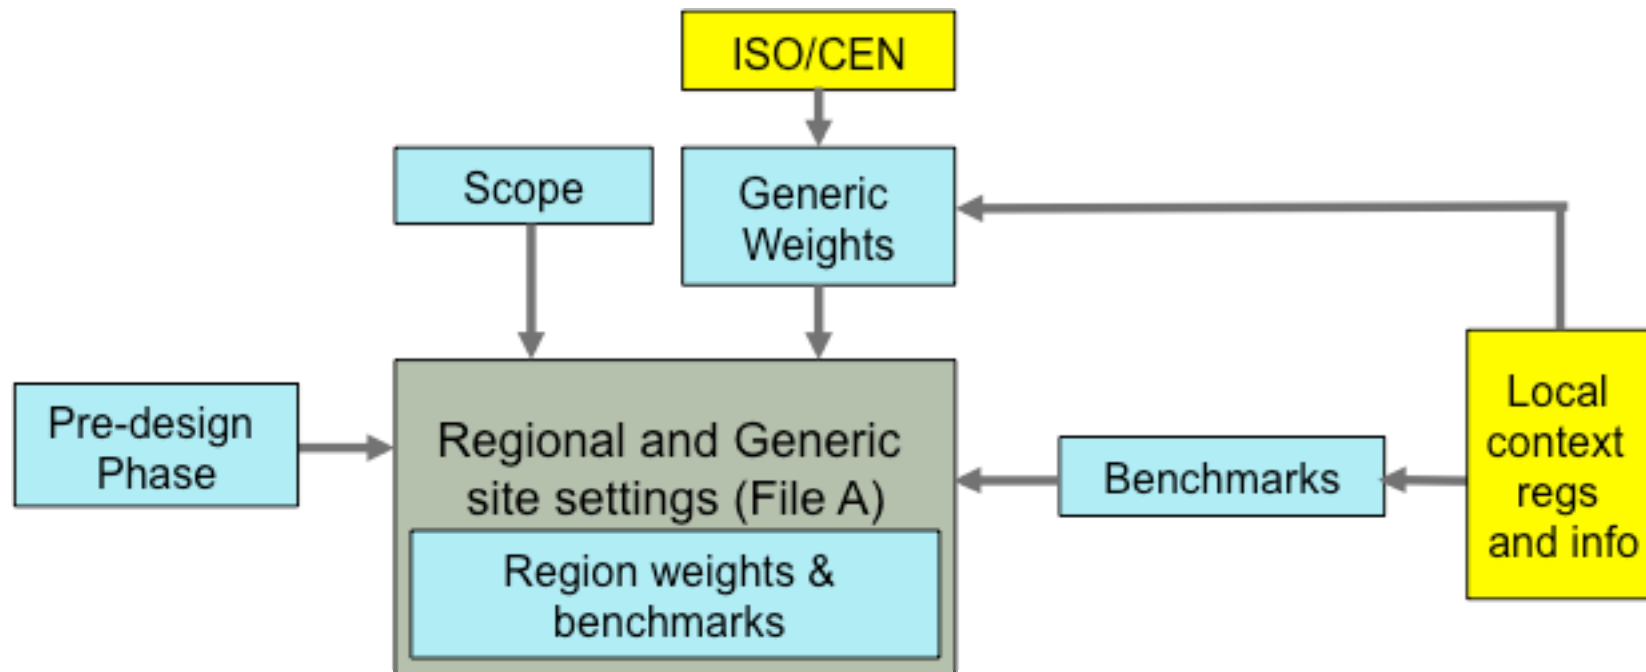 ISO/CEN
Scope
Generic
Weights
Pre-design
Phase
Regional and Generic
site settings (File A)
Region weights &
benchmarks
Benchmarks
Local
context
regs
and info